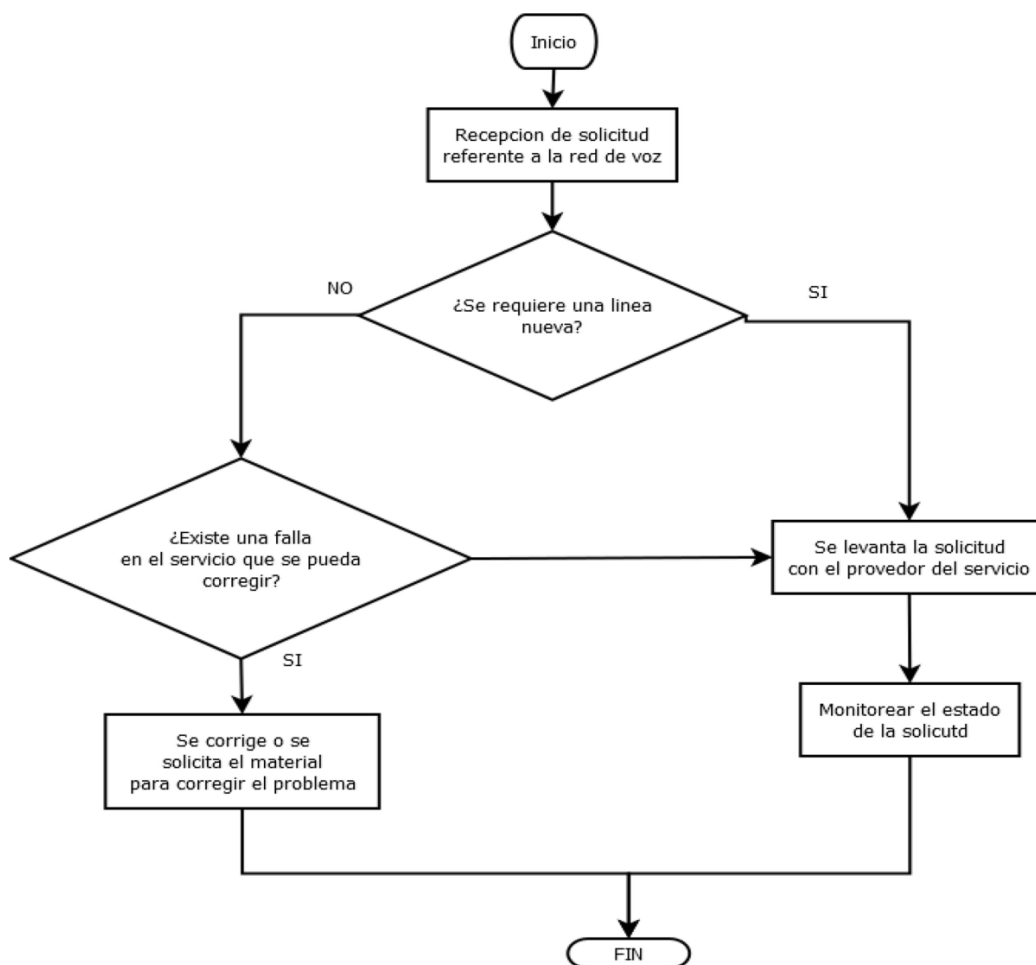 Inicio
Recepcion de solicitud
referente a la red de voz
NO
SI
¿Se requiere una linea
nueva?
¿Existe una falla
en el servicio que se pueda
corregir?
Se levanta la solicitud
con el provedor del servicio
SI
Monitorear el estado
de la solicutd
Se corrige o se
solicita el material
para corregir el problema
FIN